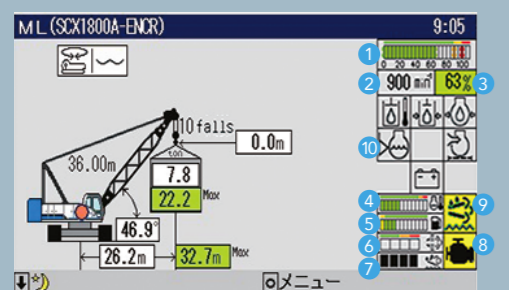 ML(SCX1800A-ENCR) 9:05
1
0 20 40 60 80 100
2 900 min⁻¹ 63% 3
10 falls
0.0m
36.00m
ton
7.8
22.2 Max
10
46.9°
26.2m 32.7m Max
4
5
6
7
9
8
メニュー